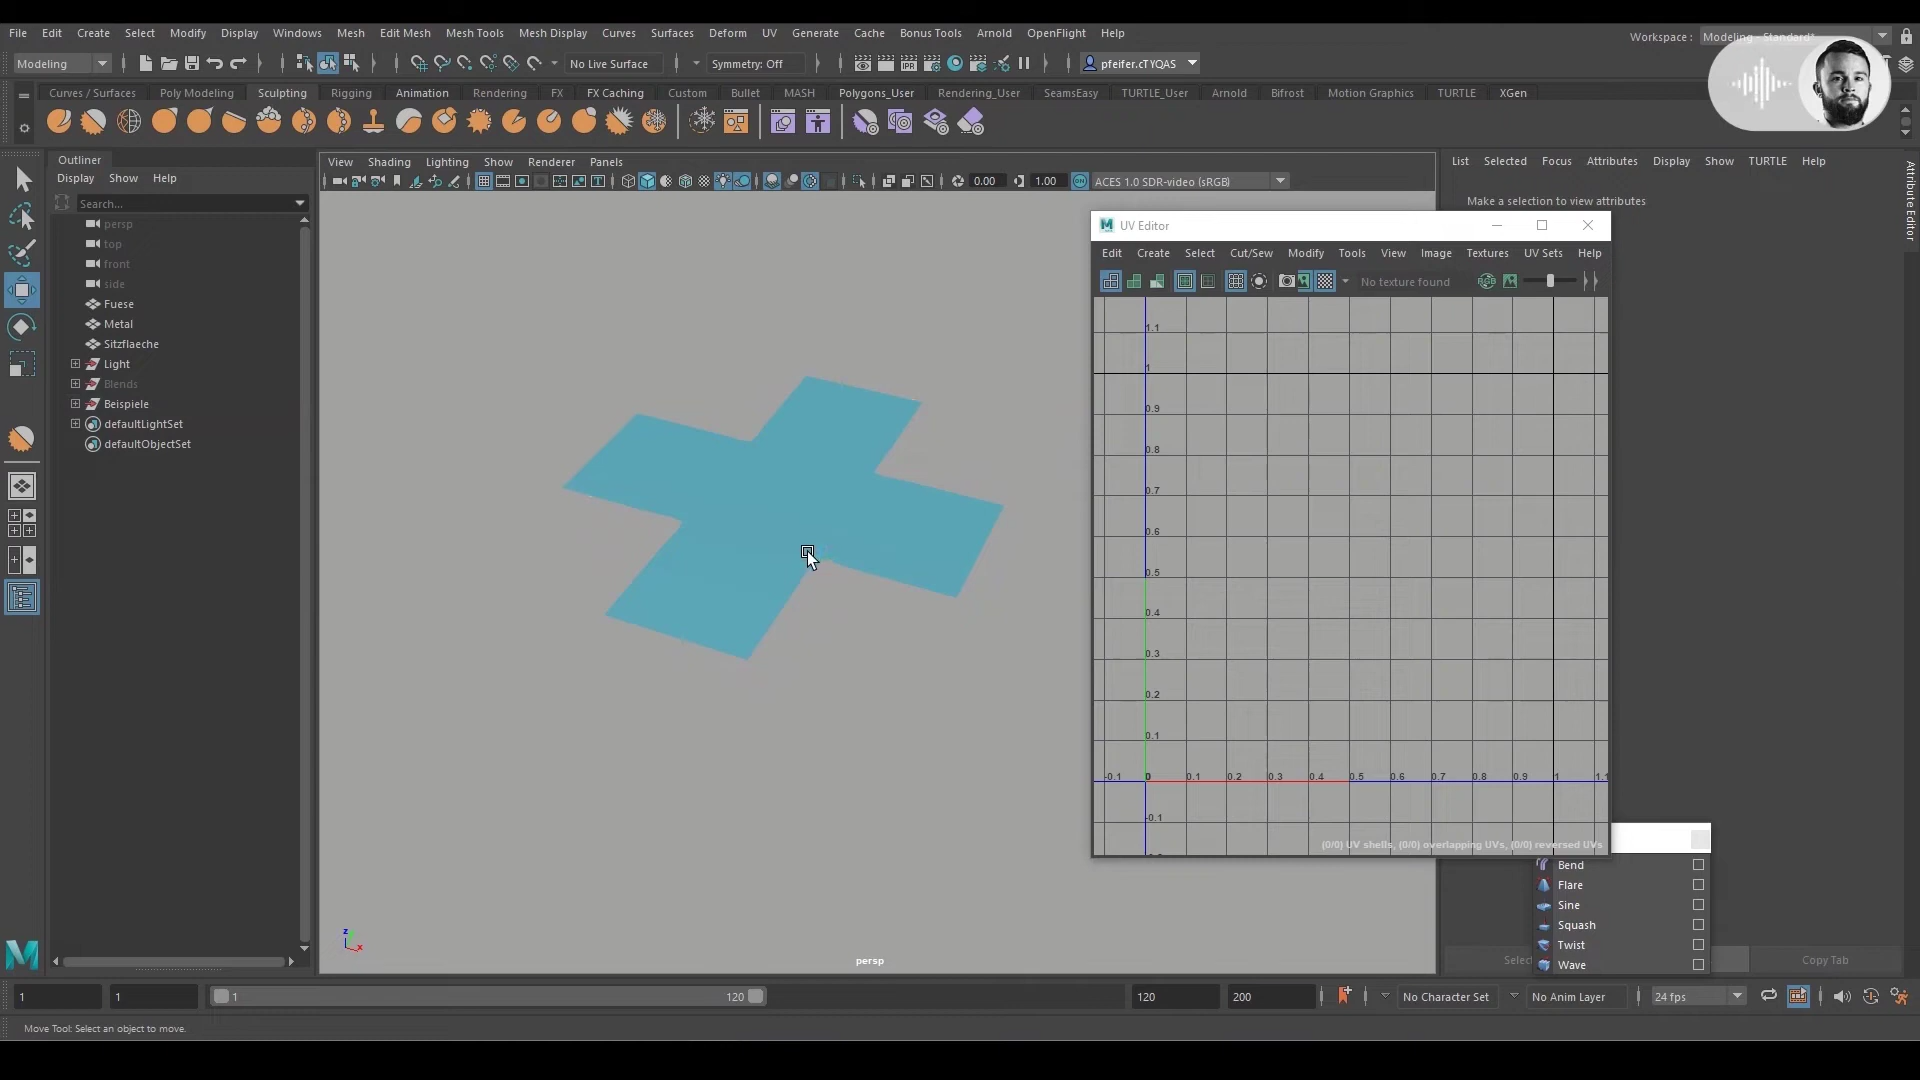 File Edit Create Select Modify Display Windows Mesh Edit Mesh Mesh Tools Mesh Display Curves Surfaces Deform UV Generate Cache Bonus Tools Arnold OpenFlight Help
Workspace : Modeling - Standard*
Modeling No Live Surface Symmetry: Off pfeifer.cTYQAS
Curves / Surfaces Poly Modeling Sculpting Rigging Animation Rendering FX FX Caching Custom Bullet MASH Polygons_User Rendering_User SeamsEasy TURTLE_User Arnold Bifrost Motion Graphics TURTLE XGen
Outliner
Display Show Help
Search...
persp
top
front
side
Fuese
Metal
Sitzflaeche
Light
Blends
Beispiele
defaultLightSet
defaultObjectSet
View Shading Lighting Show Renderer Panels
0.00 1.00 ACES 1.0 SDR-video (sRGB)
z
x
persp
UV Editor
Edit Create Select Cut/Sew Modify Tools View Image Textures UV Sets Help
No texture found
1.1
1
0.9
0.8
0.7
0.6
0.5
0.4
0.3
0.2
0.1
-0.1 0 0.1 0.2 0.3 0.4 0.5 0.6 0.7 0.8 0.9 1 1.1
-0.1
(0/0) UV shells, (0/0) overlapping UVs, (0/0) reversed UVs
List Selected Focus Attributes Display Show TURTLE Help
Make a selection to view attributes
Attribute Editor
Bend
Flare
Sine
Squash
Twist
Wave
Select
Copy Tab
1 1 1 120 120 200 No Character Set No Anim Layer 24 fps
Move Tool: Select an object to move.